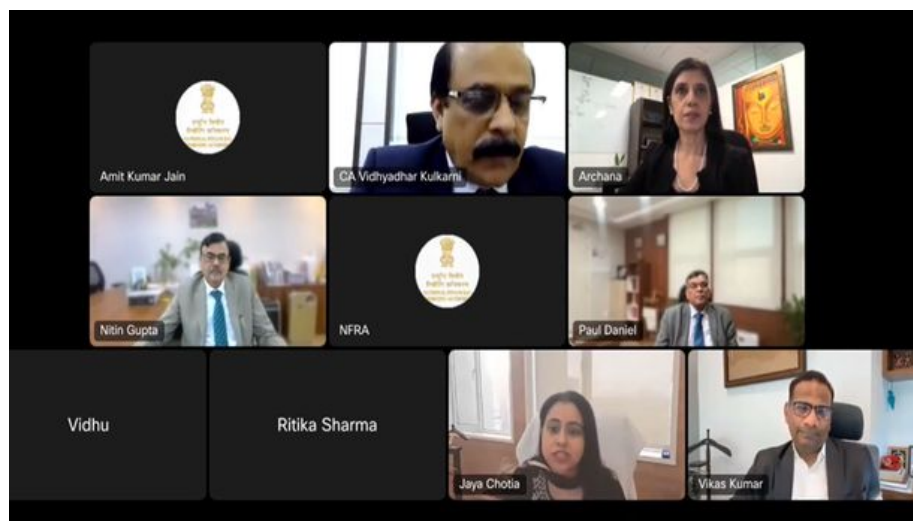 Amit Kumar Jain
CA Vidhyadhar Kulkarni
Archana
Nitin Gupta
NFRA
Paul Daniel
Vidhu
Ritika Sharma
Jaya Chotia
Vikas Kumar